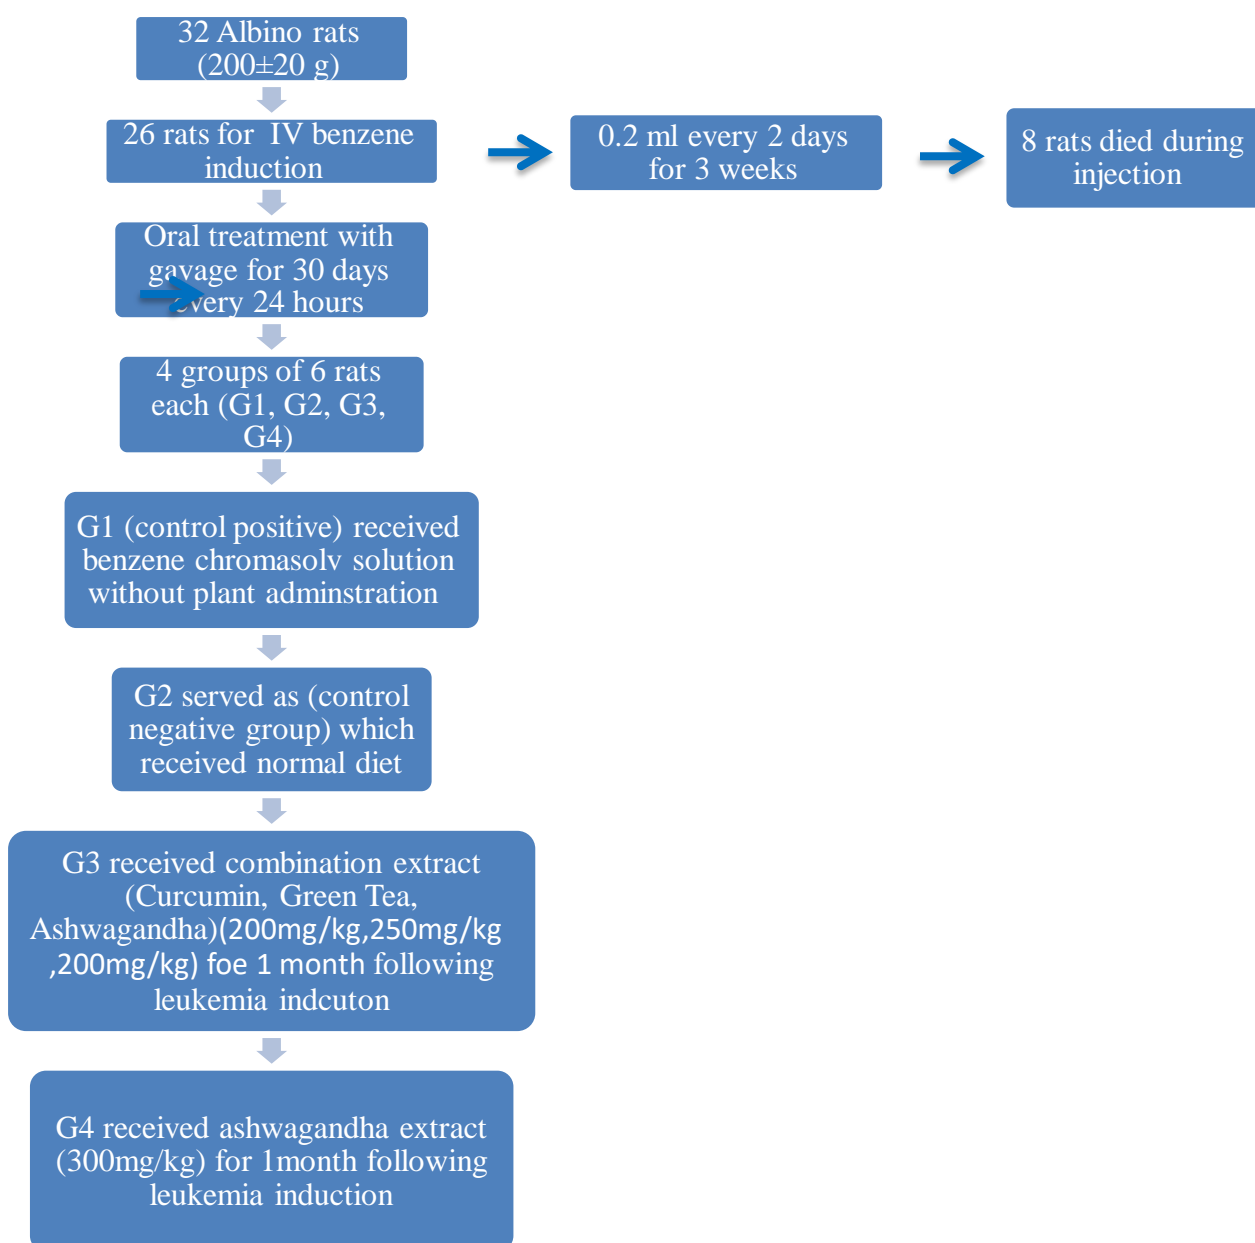 32 Albino rats
(200±20 g)
26 rats for IV benzene
induction
0.2 ml every 2 days
for 3 weeks
8 rats died during
injection
Oral treatment with
gavage for 30 days
every 24 hours
4 groups of 6 rats
each (G1, G2, G3,
G4)
G1 (control positive) received
benzene chromasolv solution
without plant adminstration
G2 served as (control
negative group) which
received normal diet
G3 received combination extract
(Curcumin, Green Tea,
Ashwagandha)(200mg/kg,250mg/kg
,200mg/kg) foe 1 month following
leukemia indcuton
G4 received ashwagandha extract
(300mg/kg) for 1month following
leukemia induction